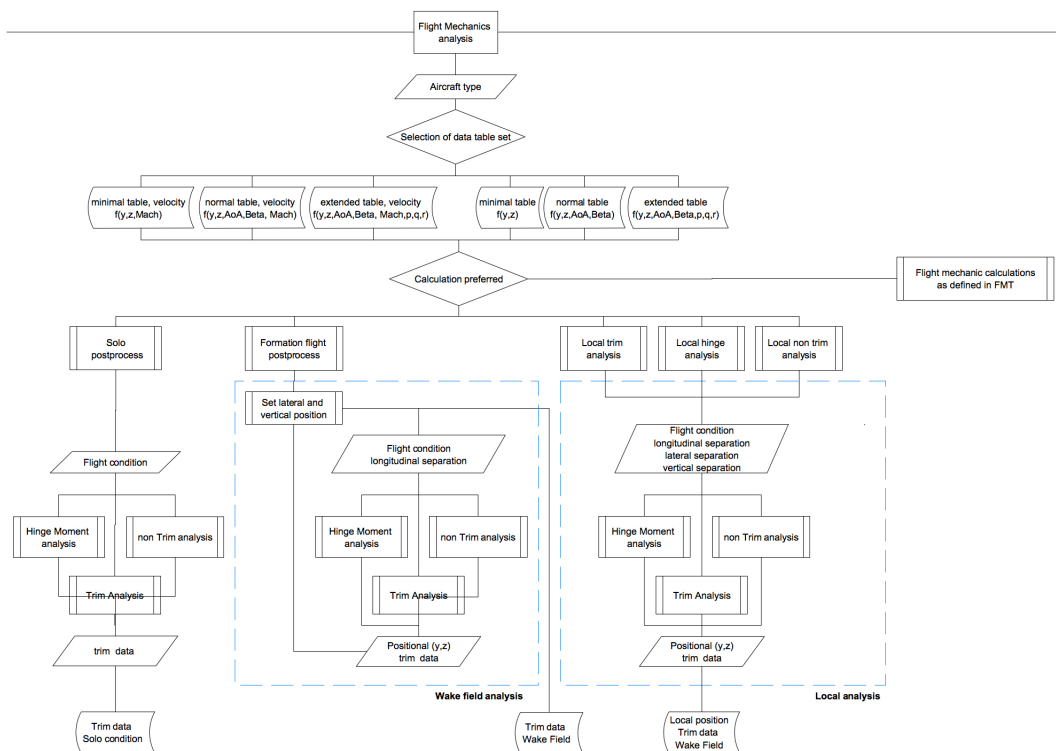 Flight Mechanics
analysis
Aircraft type
Selection of data table set
minimal table, velocity
f(y,z,Mach)
normal table, velocity
f(y,z,AoA,Beta, Mach)
extended table, velocity
f(y,z,AoA,Beta, Mach,p,q,r)
minimal table
f(y,z)
normal table
f(y,z,AoA,Beta)
extended table
f(y,z,AoA,Beta,p,q,r)
Calculation preferred
Flight mechanic calculations
as defined in FMT
Solo
postprocess
Formation flight
postprocess
Local trim
analysis
Local hinge
analysis
Local non trim
analysis
Set lateral and
vertical position
Flight condition
Flight condition
longitudinal separation
Flight condition
longitudinal separation
lateral separation
vertical separation
Hinge Moment
analysis
non Trim analysis
Hinge Moment
analysis
non Trim analysis
Hinge Moment
analysis
non Trim analysis
Trim Analysis
Trim Analysis
Trim Analysis
trim data
Positional (y,z)
trim data
Positional (y,z)
trim data
Wake field analysis
Local analysis
Trim data
Solo condition
Trim data
Wake Field
Local position
Trim data
Wake Field